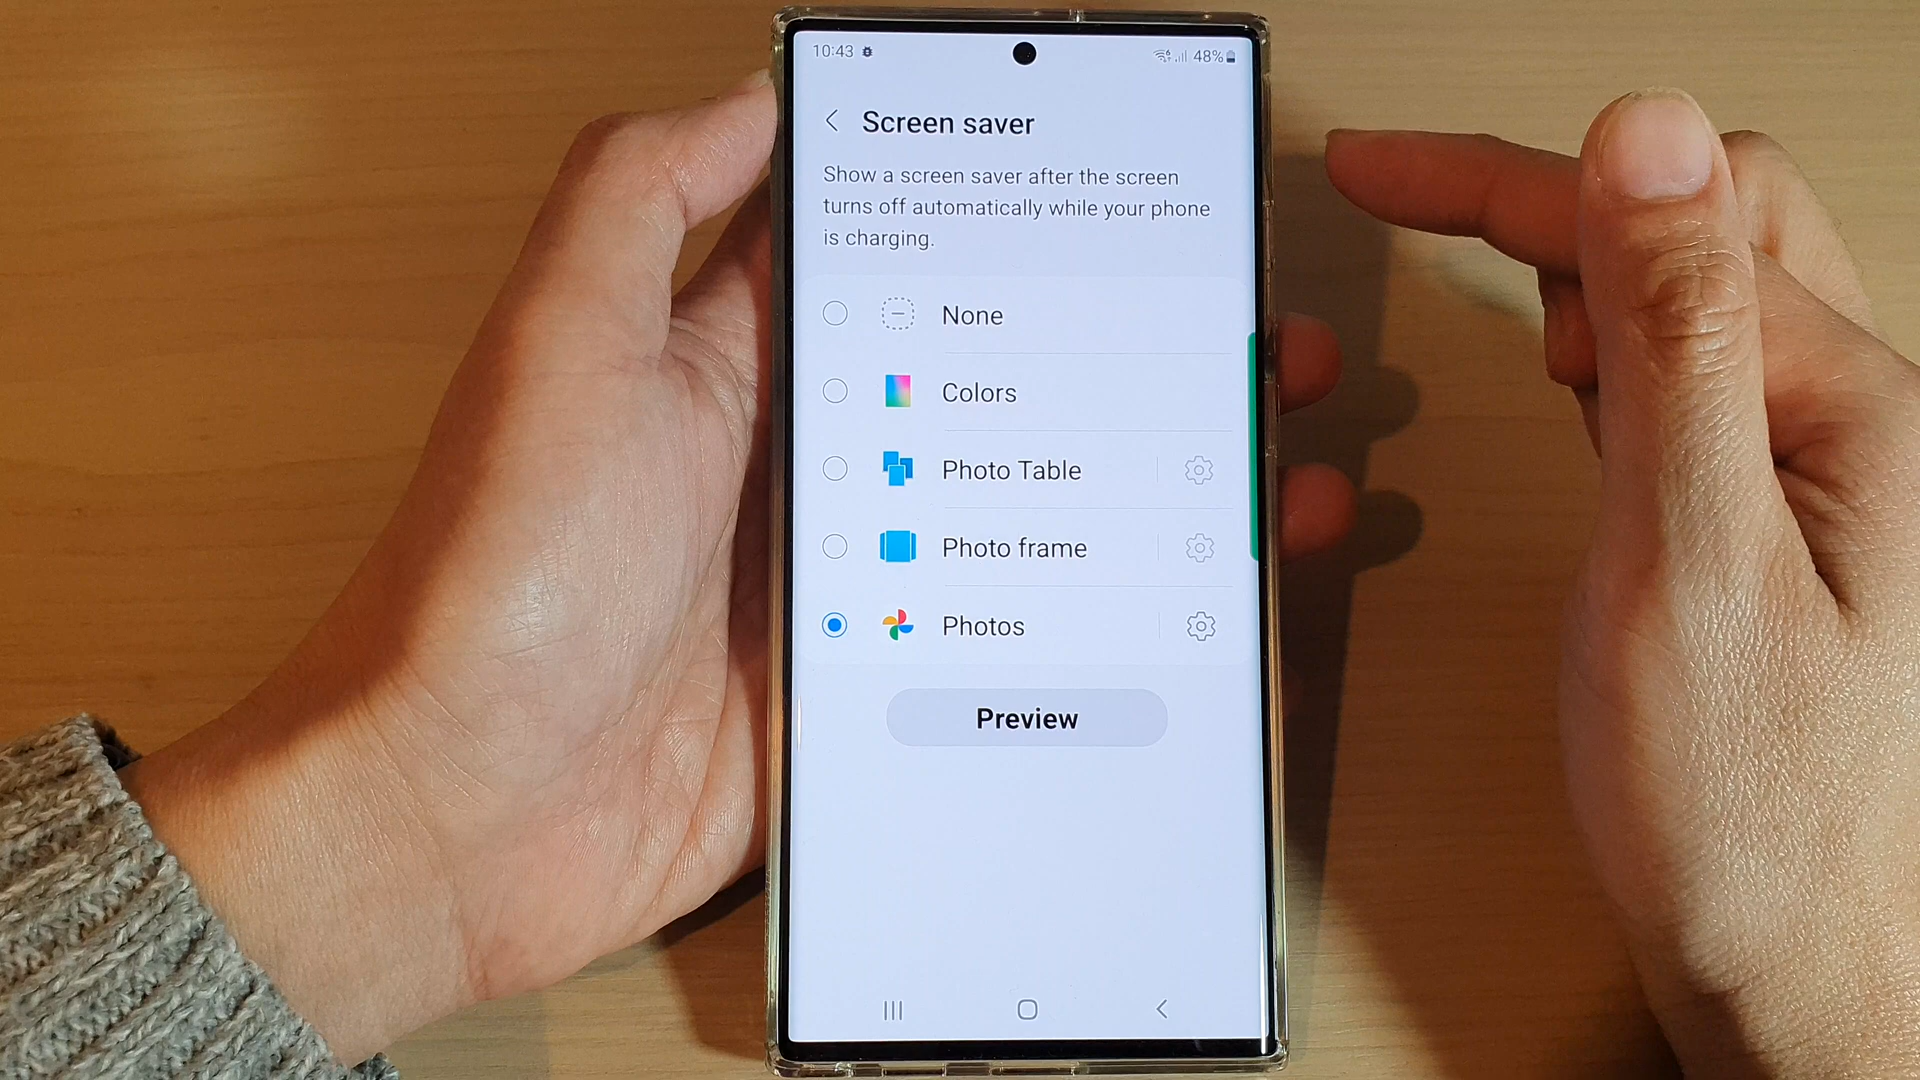 10:43
48%
Screen saver
Show a screen saver after the screen
turns off automatically while your phone
is charging.
None
Colors
Photo Table
Photo frame
Photos
Preview